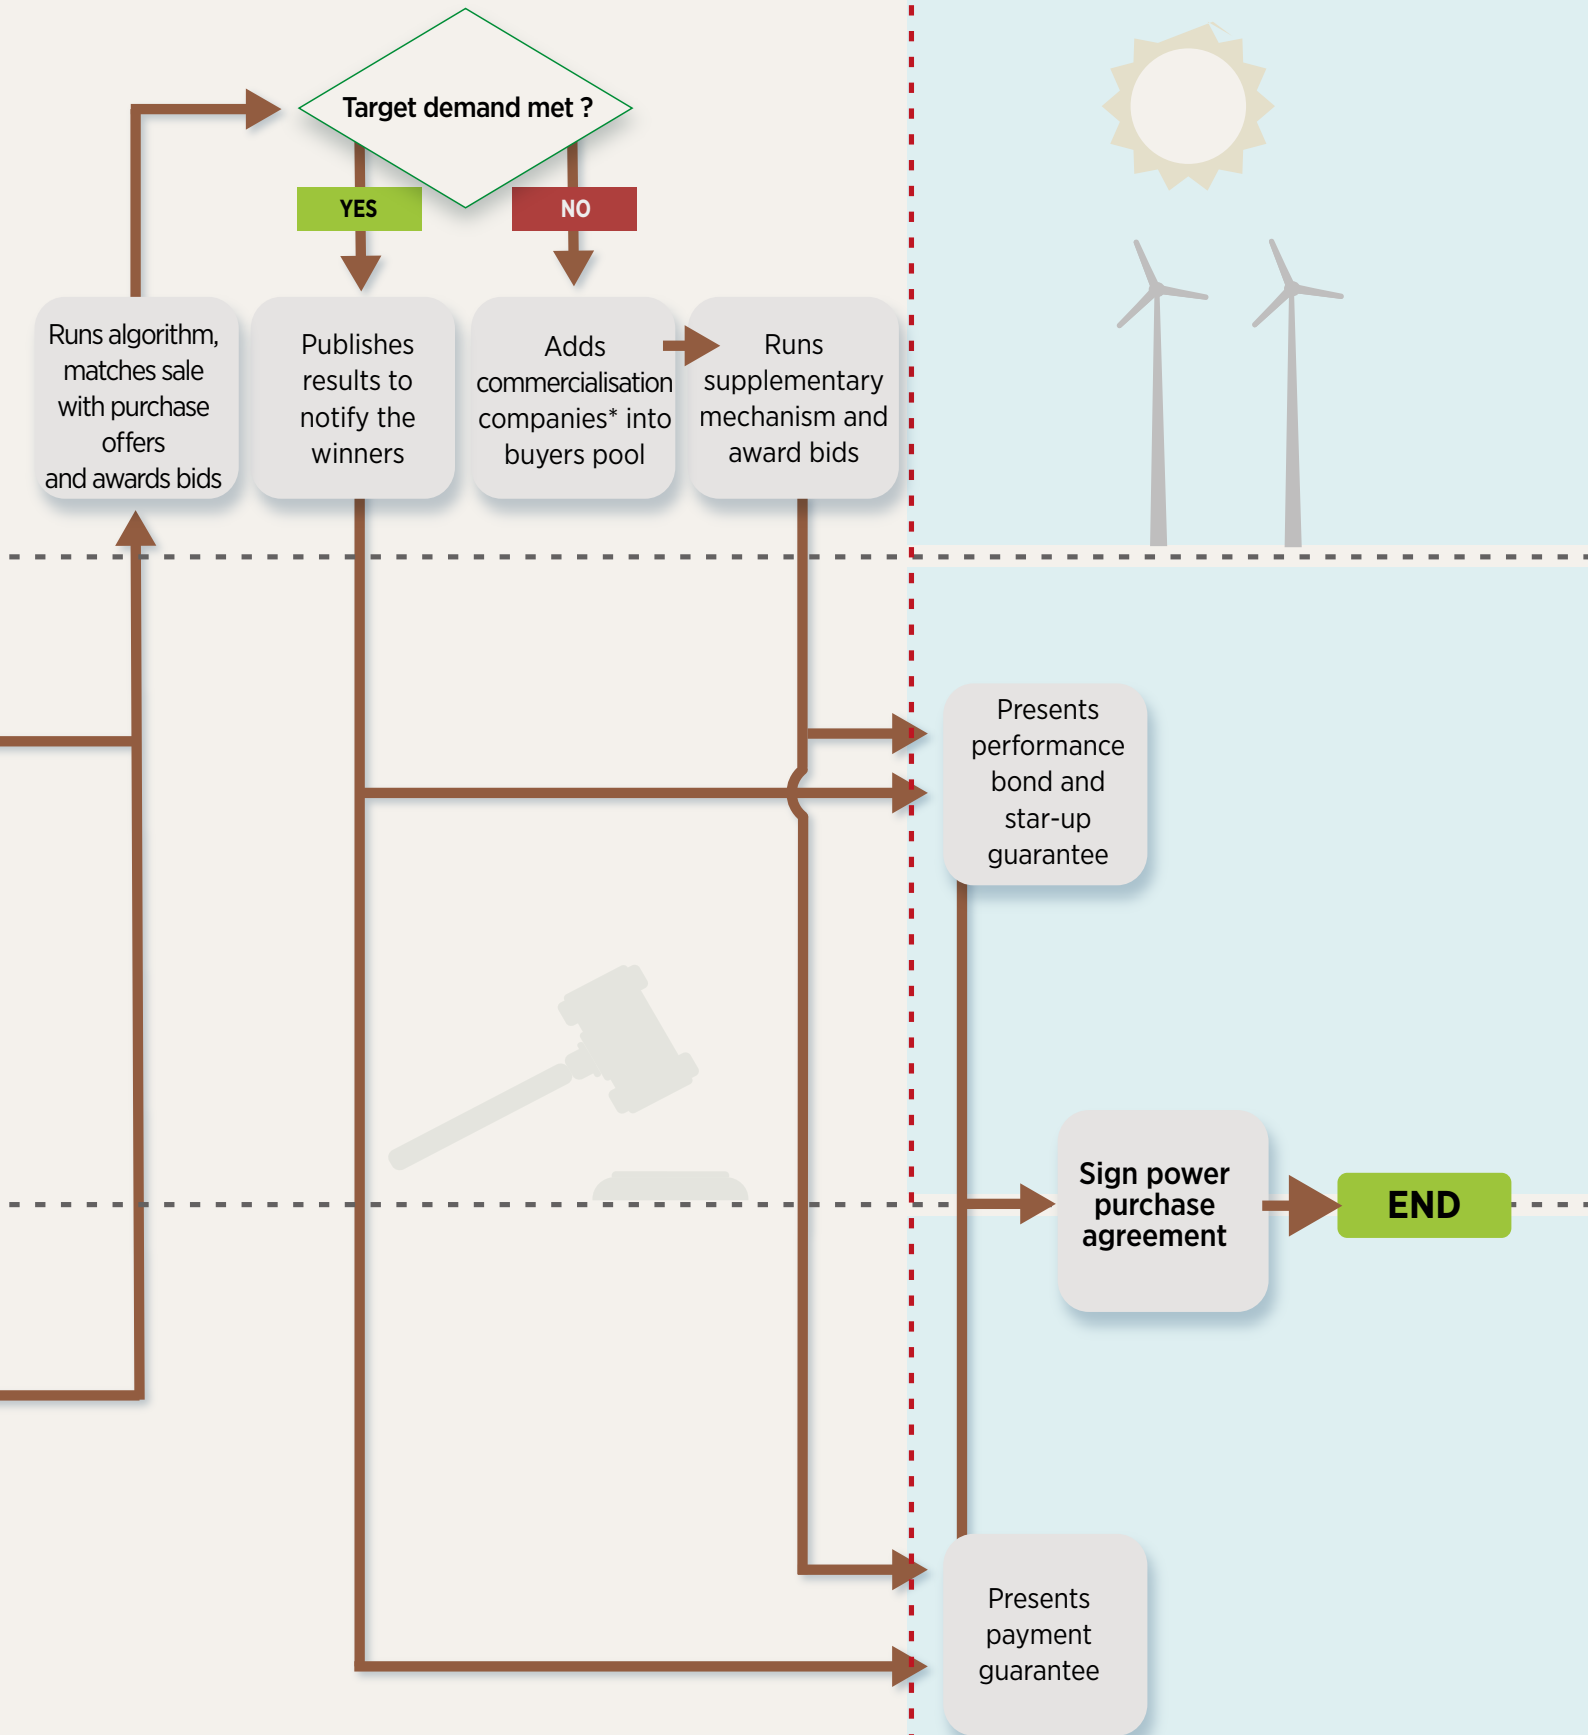 Target demand met ?
YES
NO
Runs algorithm,
matches sale
with purchase
offers
and awards bids
Publishes
results to
notify the
winners
Adds
commercialisation
companies* into
buyers pool
Runs
supplementary
mechanism and
award bids
Presents
performance
bond and
star-up
guarantee
Sign power
purchase
agreement
END
Presents
payment
guarantee